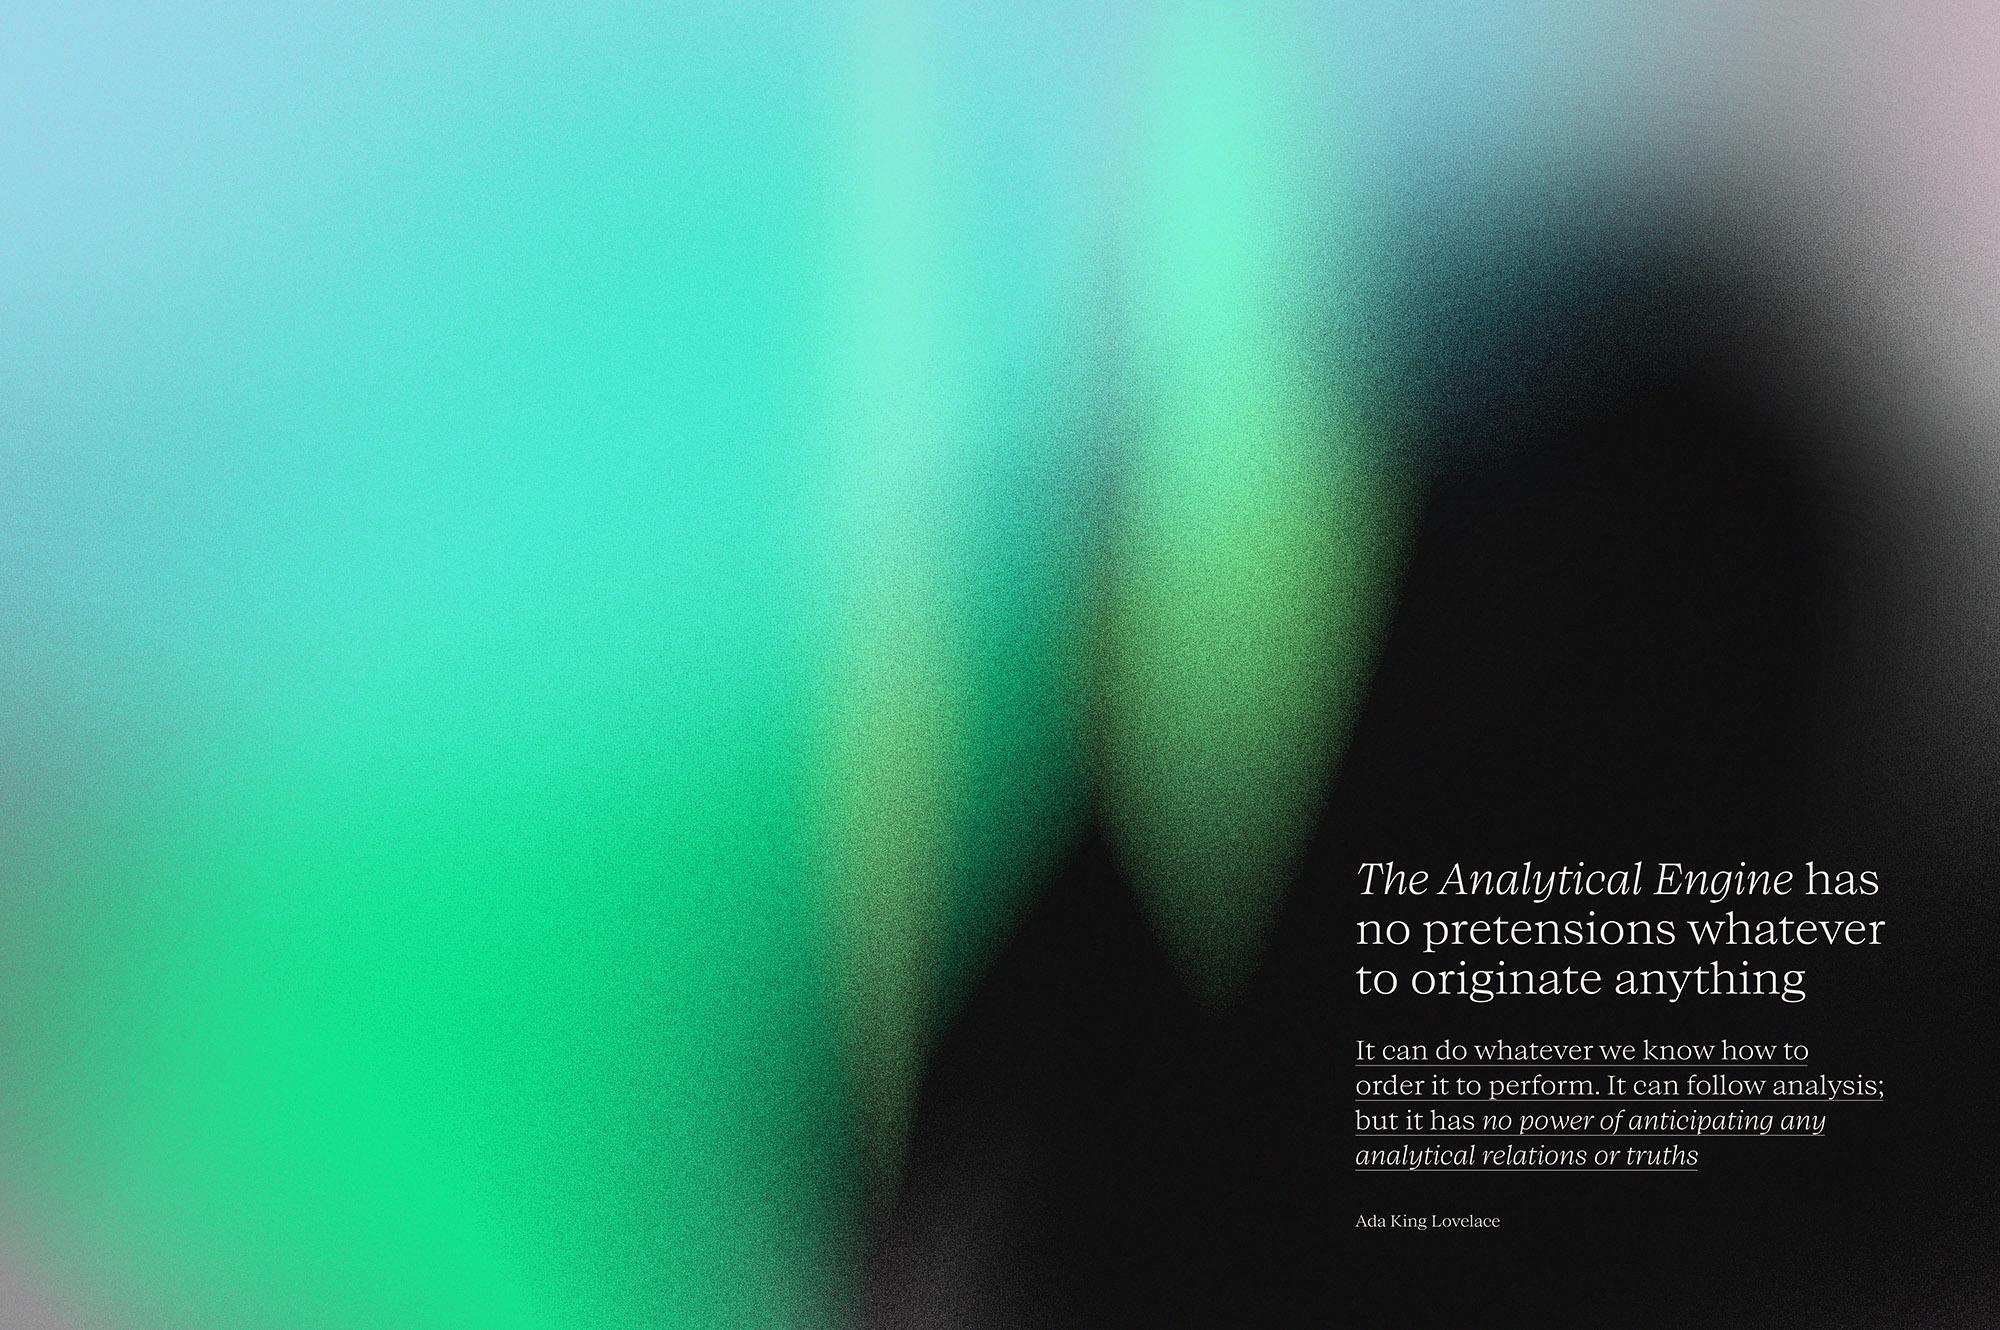 The Analytical Engine has
no pretensions whatever
to originate anything
It can do whatever we know how to
order it to perform. It can follow analysis;
but it has no power of anticipating any
analytical relations or truths
Ada King Lovelace